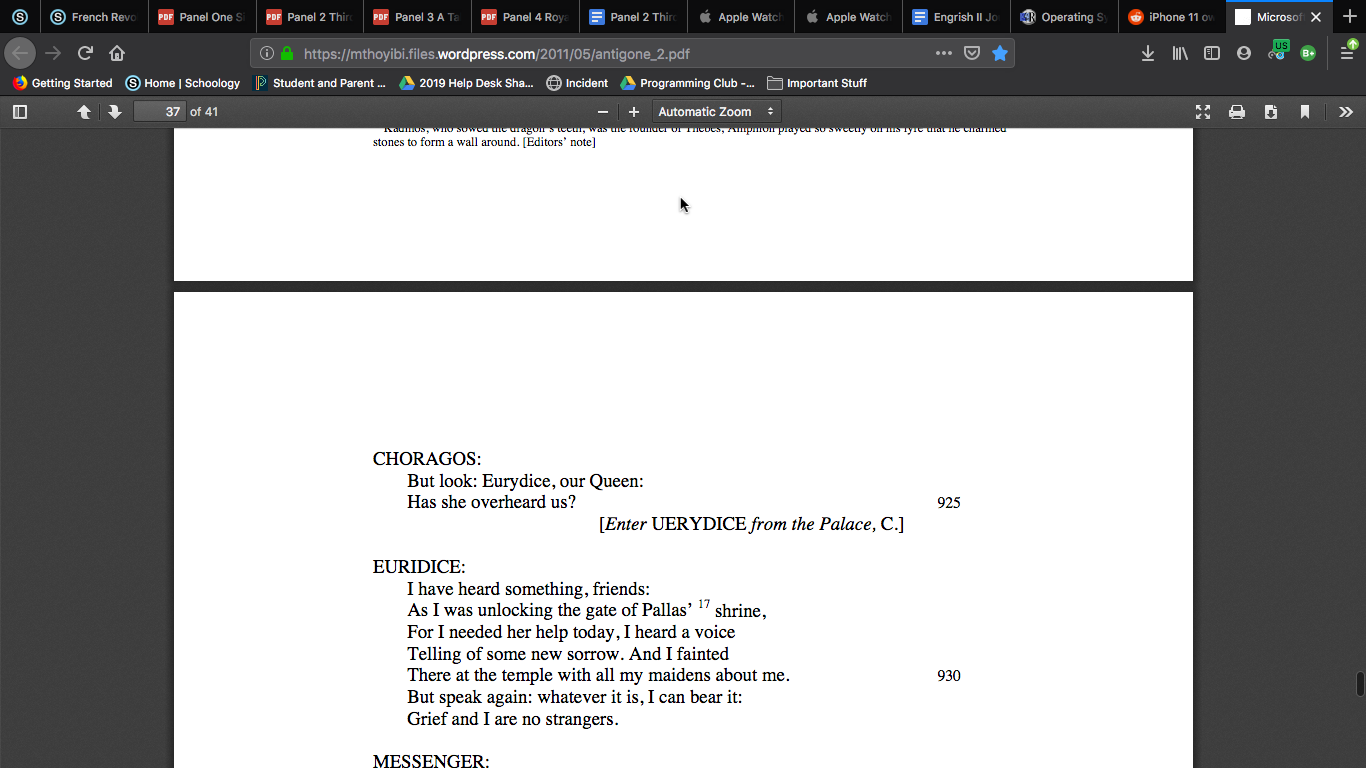 French Revo
Panel One S
Panel 2 Thir
Panel 3 A Ta
Panel 4 Roya
Panel 2 Thir
Apple Watch
Apple Watch
Engrish II Jo
Operating Sy
iPhone 11 ow
Microsof
https://mthoyibi.files.wordpress.com/2011/05/antigone_2.pdf
US
B+
Getting Started
Home | Schoology
Student and Parent ...
2019 Help Desk Sha...
Incident
Programming Club -...
Important Stuff
37 of 41
Automatic Zoom
Kadmos, who sowed the dragon's teeth, was the founder of Thebes; Amphion played so sweetly on his lyre that he charmed
stones to form a wall around. [Editors' note]
CHORAGOS:
But look: Eurydice, our Queen:
Has she overheard us? 925
[Enter UERYDICE from the Palace, C.]
EURIDICE:
I have heard something, friends:
As I was unlocking the gate of Pallas' 17 shrine,
For I needed her help today, I heard a voice
Telling of some new sorrow. And I fainted
There at the temple with all my maidens about me. 930
But speak again: whatever it is, I can bear it:
Grief and I are no strangers.
MESSENGER: